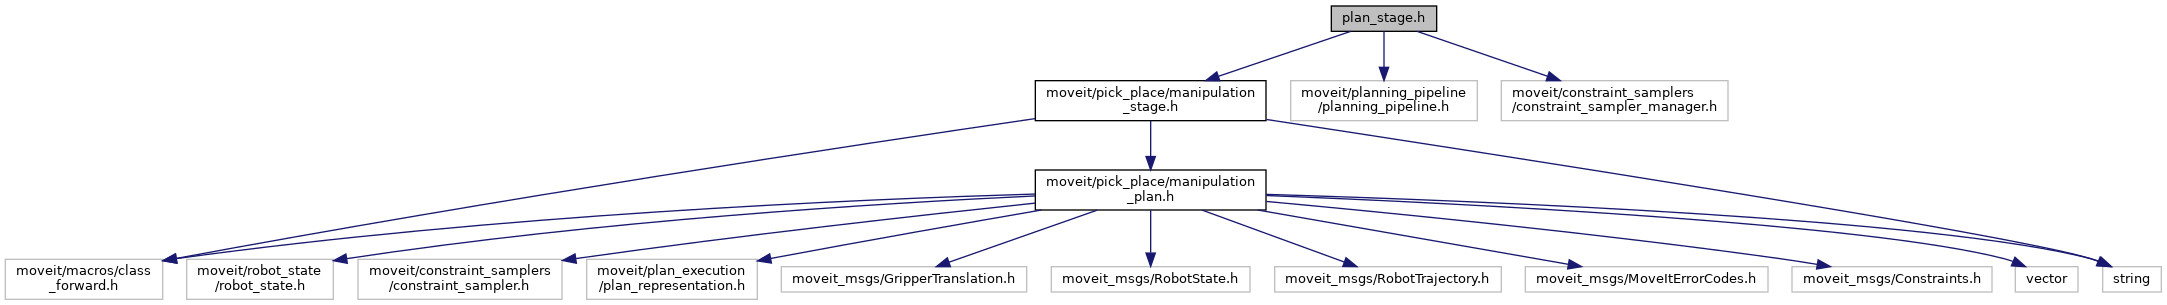 plan_stage.h
moveit/pick_place/manipulation
_stage.h
moveit/planning_pipeline
/planning_pipeline.h
moveit/constraint_samplers
/constraint_sampler_manager.h
moveit/pick_place/manipulation
_plan.h
moveit/macros/class
_forward.h
moveit/robot_state
/robot_state.h
moveit/constraint_samplers
/constraint_sampler.h
moveit/plan_execution
/plan_representation.h
moveit_msgs/GripperTranslation.h
moveit_msgs/RobotState.h
moveit_msgs/RobotTrajectory.h
moveit_msgs/MoveItErrorCodes.h
moveit_msgs/Constraints.h
vector
string